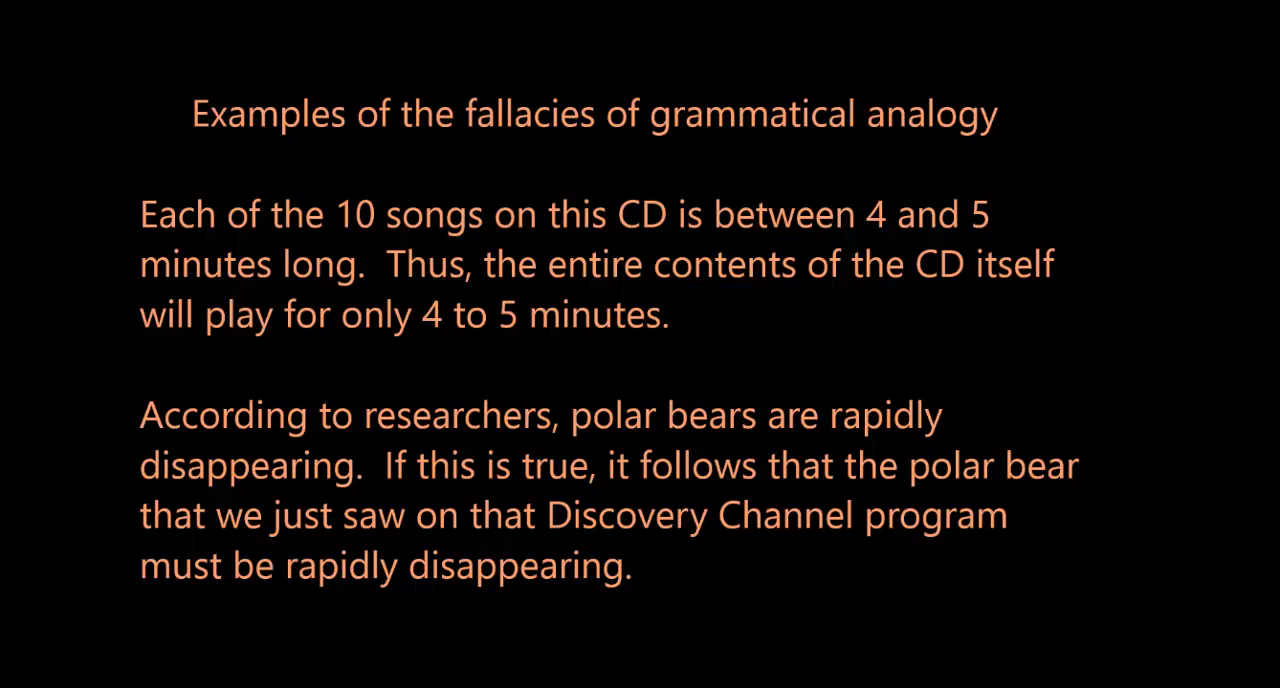 Examples of the fallacies of grammatical analogy
Each of the 10 songs on this CD is between 4 and 5
minutes long.  Thus, the entire contents of the CD itself
will play for only 4 to 5 minutes.
According to researchers, polar bears are rapidly
disappearing.  If this is true, it follows that the polar bear
that we just saw on that Discovery Channel program
must be rapidly disappearing.